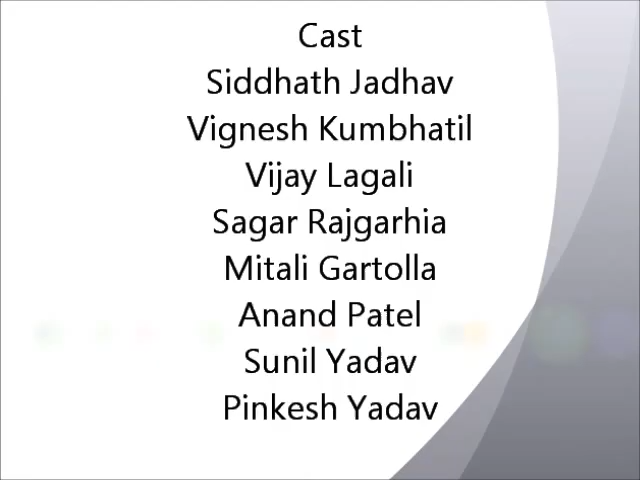 Cast
Siddhath Jadhav
Vignesh Kumbhatil
Vijay Lagali
Sagar Rajgarhia
Mitali Gartolla
Anand Patel
Sunil Yadav
Pinkesh Yadav